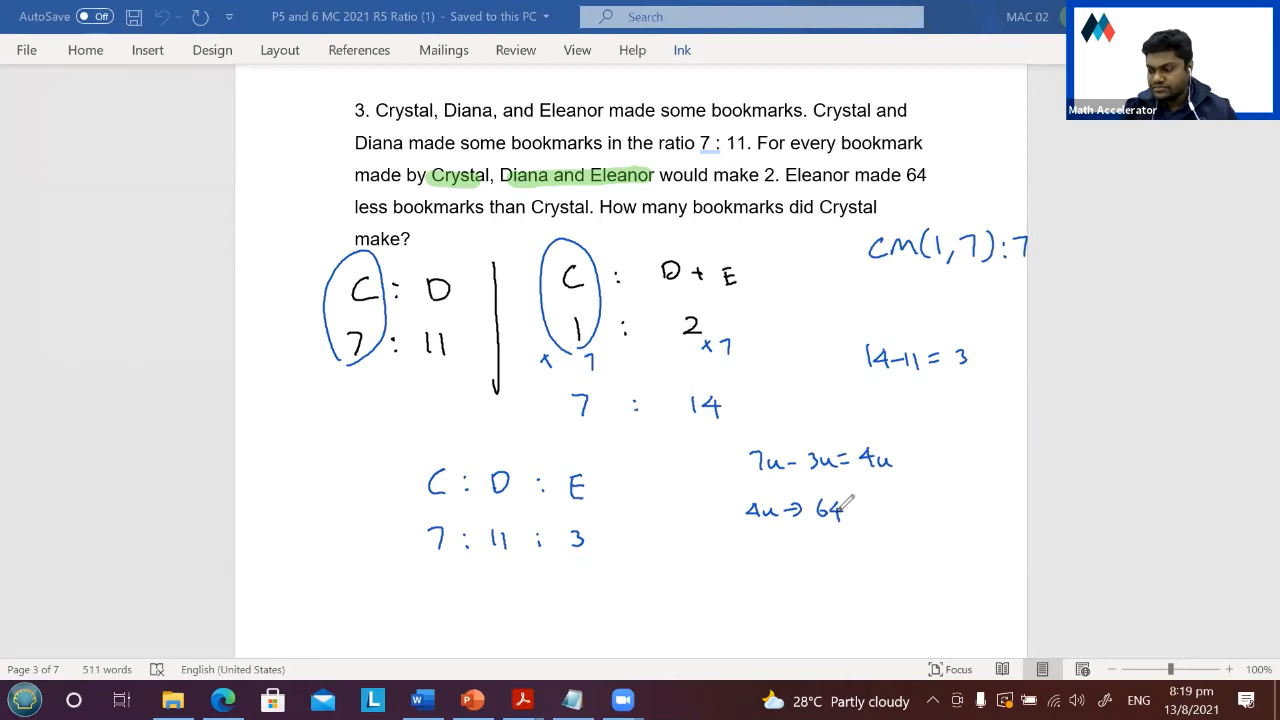 AutoSave Off P5 and 6 MC 2021 R5 Ratio (1) - Saved to this PC Search MAC 02
File Home Insert Design Layout References Mailings Review View Help Ink
Math Accelerator
3. Crystal, Diana, and Eleanor made some bookmarks. Crystal and
Diana made some bookmarks in the ratio 7 : 11. For every bookmark
made by Crystal, Diana and Eleanor would make 2. Eleanor made 64
less bookmarks than Crystal. How many bookmarks did Crystal
make?
CM(1,7):7
C : D
7 : 11
C : D + E
1 : 2
× 7 ×7
7 : 14
14-11 = 3
7u - 3u = 4u
4u → 64
C : D : E
7 : 11 : 3
Page 3 of 7 511 words English (United States) Focus 100%
28°C Partly cloudy ENG 8:19 pm
13/8/2021